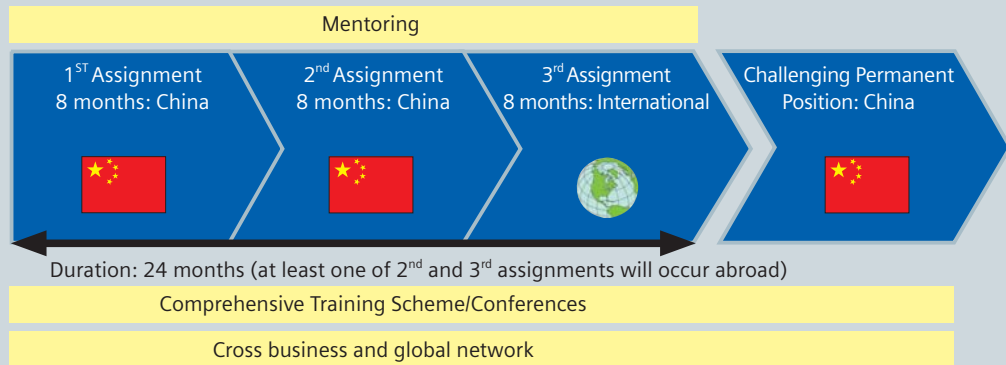 Mentoring
1ST Assignment
8 months: China
2nd Assignment
8 months: China
3rd Assignment
8 months: International
Challenging Permanent
Position: China
Duration: 24 months (at least one of 2nd and 3rd assignments will occur abroad)
Comprehensive Training Scheme/Conferences
Cross business and global network